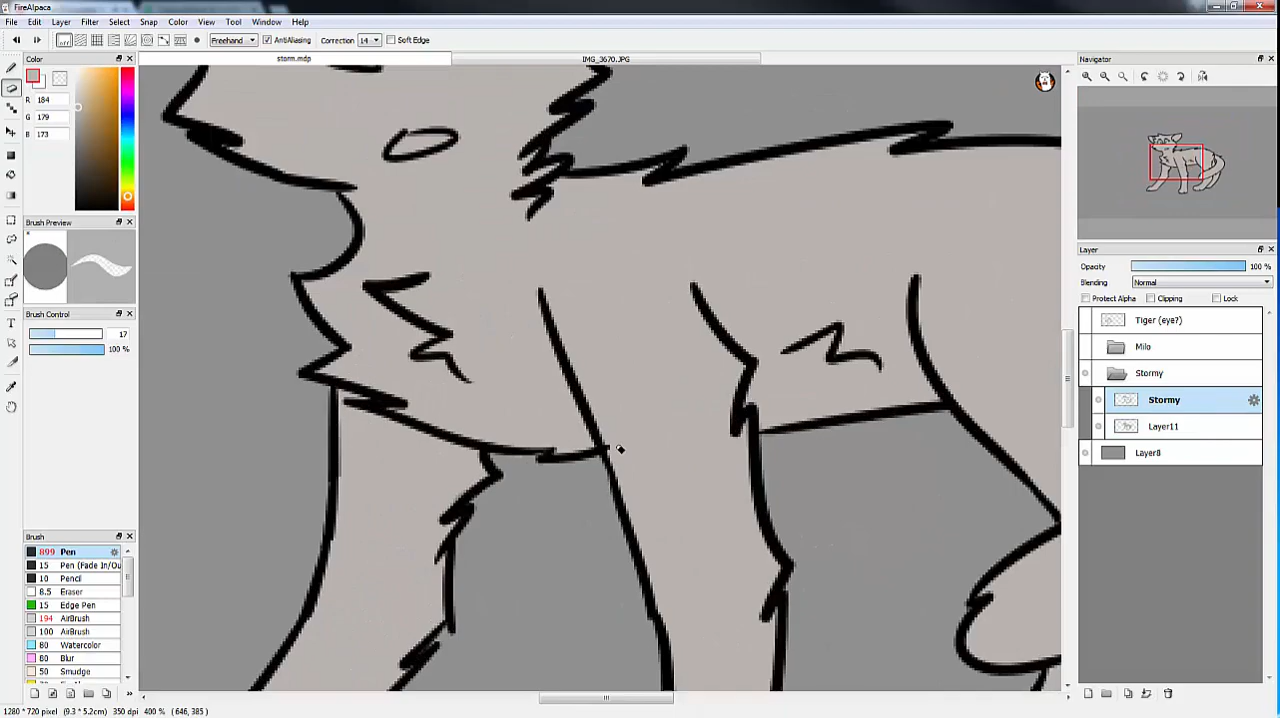 FireAlpaca
File Edit Layer Filter Select Snap Color View Tool Window Help
Freehand AntiAliasing Correction 14 Soft Edge
Color
storm.mdp
IMG_3670.JPG
Navigator
R 184
G 179
B 173
Brush Preview
Brush Control
17
100 %
Layer
Opacity 100 %
Blending Normal
Protect Alpha Clipping Lock
Tiger (eye?)
Milo
Stormy
Stormy
Layer11
Layer8
Brush
899 Pen
15 Pen (Fade In/Ou
10 Pencil
8.5 Eraser
15 Edge Pen
194 AirBrush
100 AirBrush
80 Watercolor
80 Blur
50 Smudge
1280 * 720 pixel (9.3 * 5.2cm) 350 dpi 400 % ( 646, 385 )